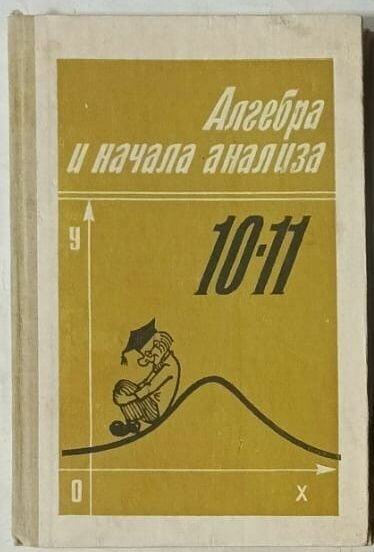 Алгебра
и начала анализа
10-11
У
0
Х